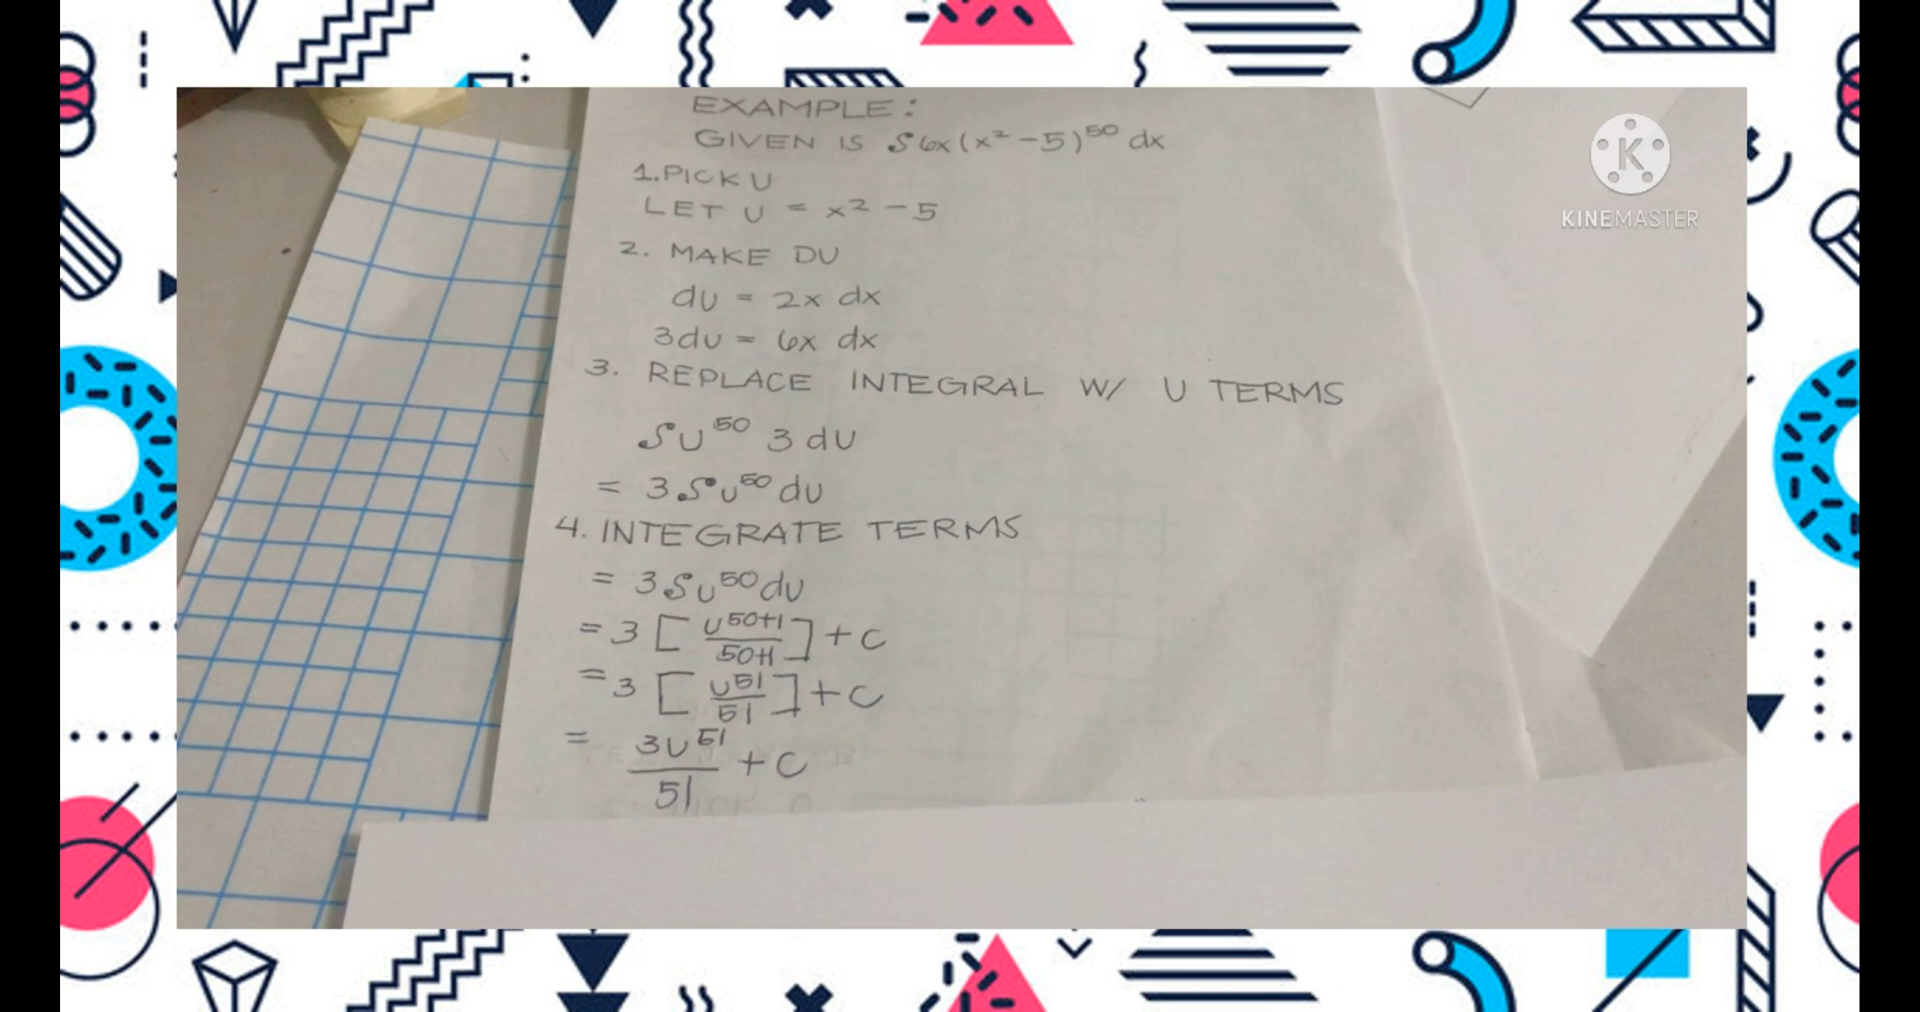 EXAMPLE:
GIVEN IS ∫6x(x²-5)⁵⁰ dx
1.PICK U
LET U = x² - 5
2. MAKE DU
du = 2x dx
3du = 6x dx
3. REPLACE INTEGRAL W/ U TERMS
∫U⁵⁰ 3 du
= 3∫u⁵⁰ du
4. INTEGRATE TERMS
= 3∫u⁵⁰ du
= 3 [U⁵⁰⁺¹/50+1] + C
= 3 [U⁵¹/51] + C
= 3U⁵¹/51 + C
K
KINEMASTER